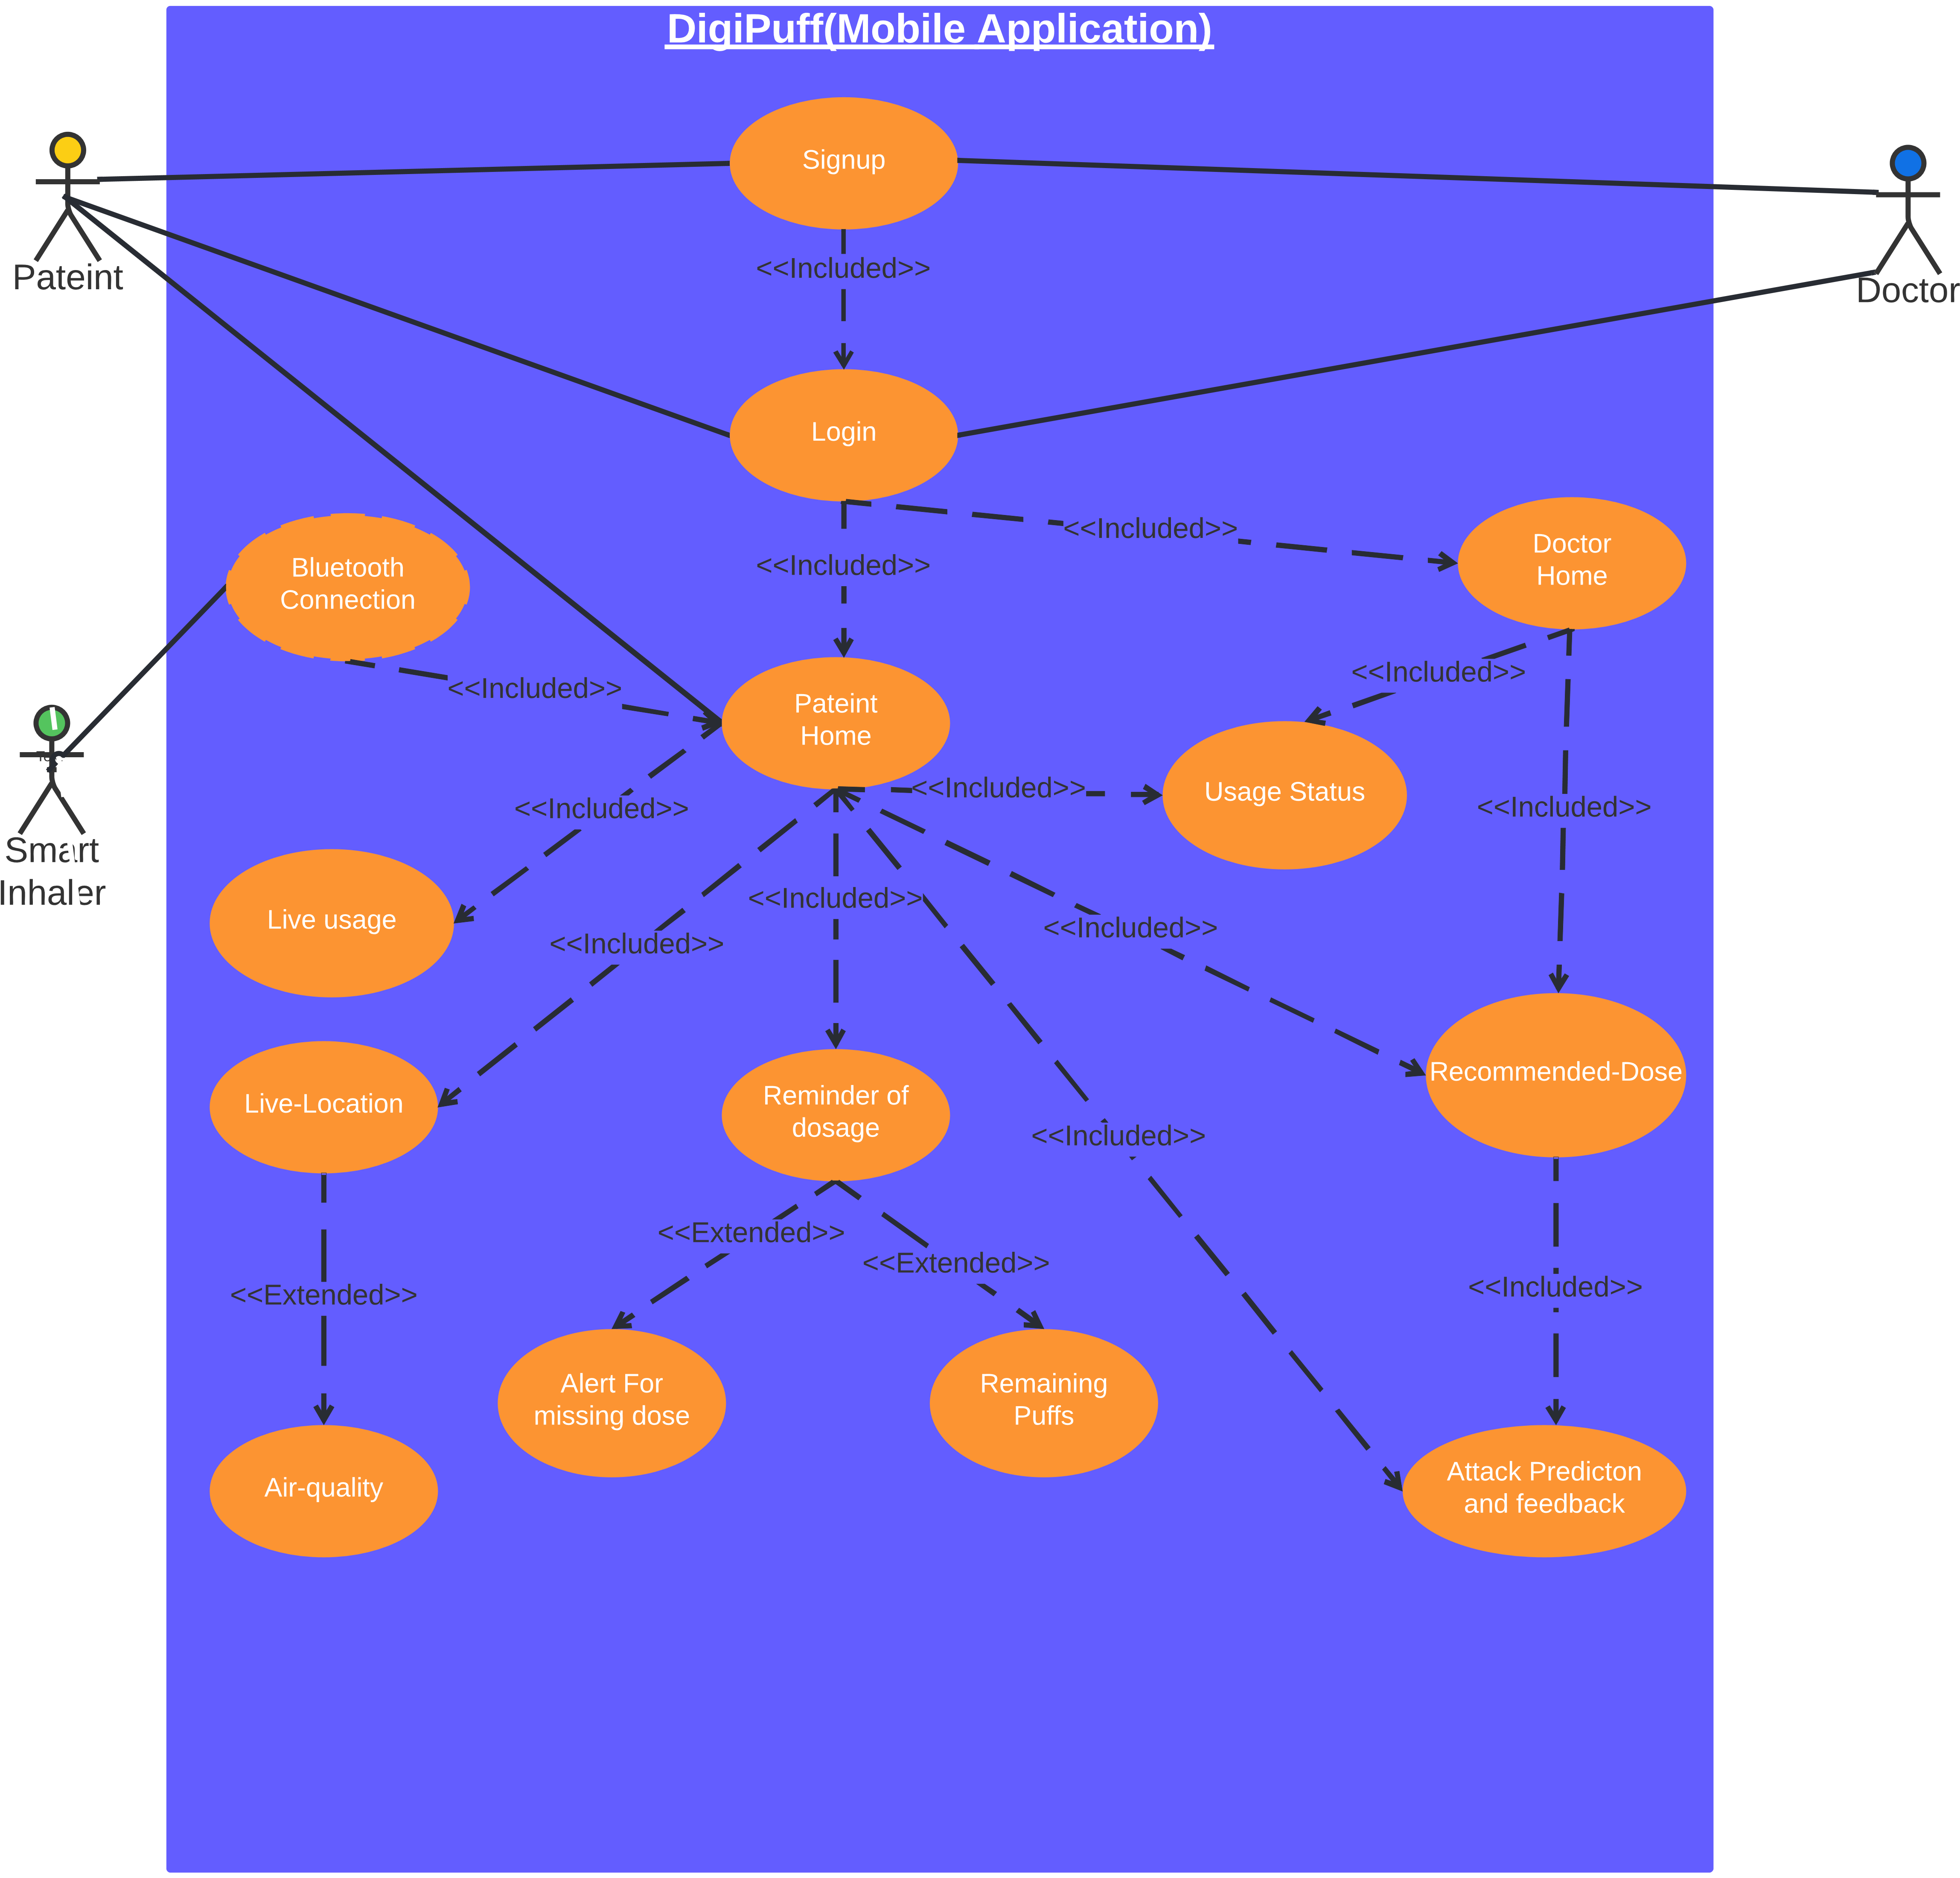 DigiPuff(Mobile Application)
Signup
Pateint
Doctor
<<Included>>
Login
<<Included>>
<<Included>>
Doctor
Home
Bluetooth
Connection
<<Included>>
<<Included>>
Pateint
Home
<<Included>>
<<Included>>
Usage Status
<<Included>>
<<Included>>
Smart
Inhaler
Live usage
<<Included>>
<<Included>>
<<Included>>
Recommended-Dose
Live-Location
Reminder of
dosage
<<Included>>
<<Extended>>
<<Extended>>
<<Extended>>
<<Included>>
Alert For
missing dose
Remaining
Puffs
Air-quality
Attack Predicton
and feedback